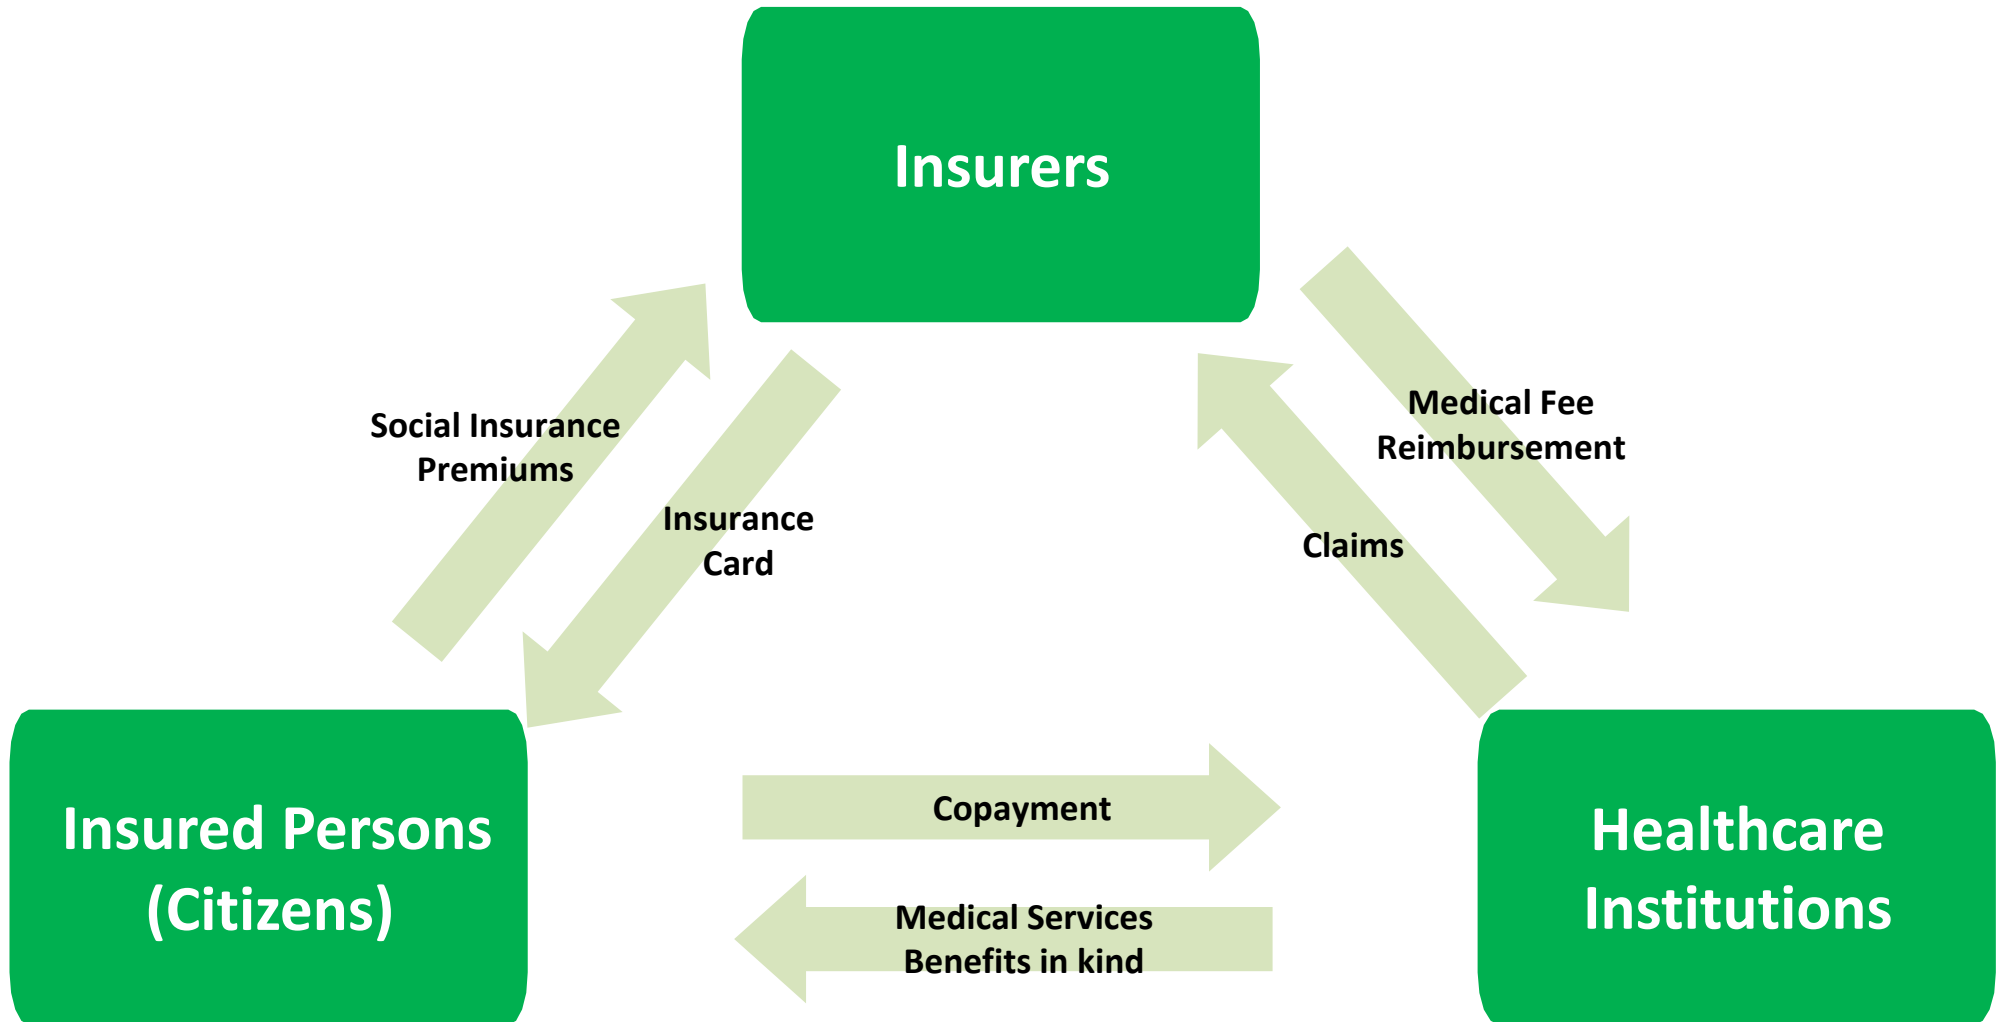 Insurers
Social Insurance
Premiums
Insurance
Card
Medical Fee
Reimbursement
Claims
Insured Persons
(Citizens)
Copayment
Medical Services
Benefits in kind
Healthcare
Institutions